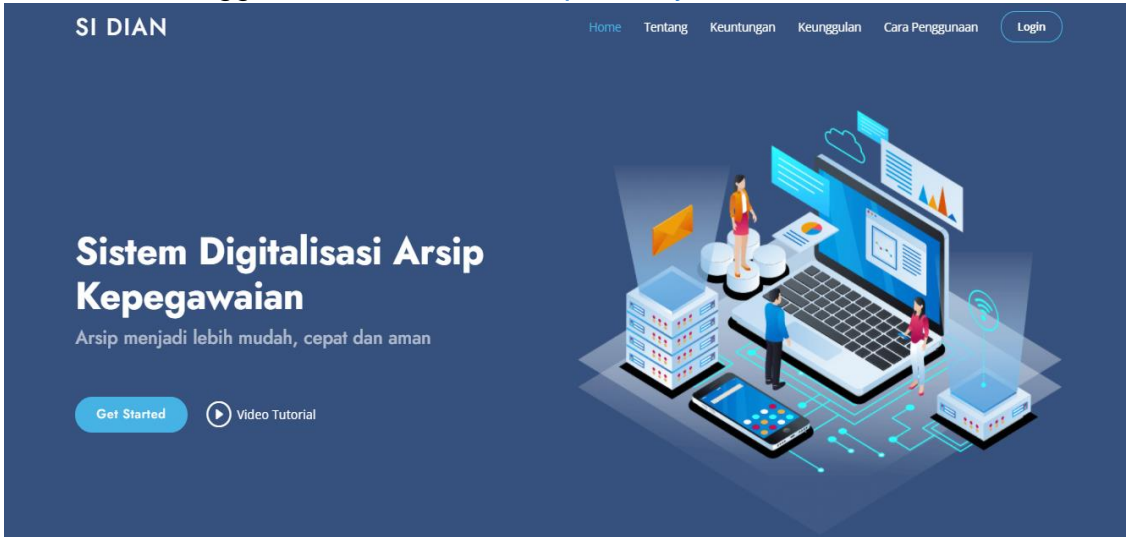 SI DIAN
Home Tentang Keuntungan Keunggulan Cara Penggunaan Login
Sistem Digitalisasi Arsip
Kepegawaian
Arsip menjadi lebih mudah, cepat dan aman
Get Started Video Tutorial